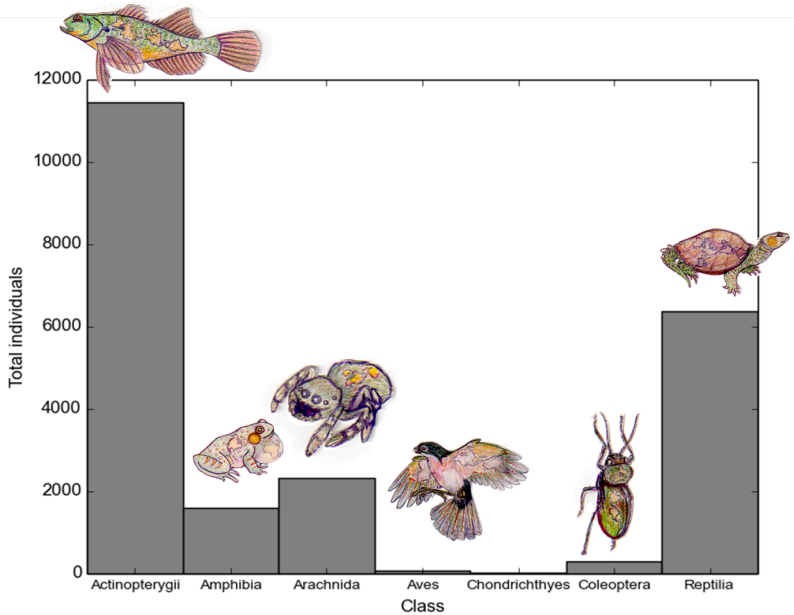 12000
10000
8000
6000
4000
2000
0
Total individuals
Actinopterygii Amphibia Arachnida Aves Chondrichthyes Coleoptera Reptilia
Class